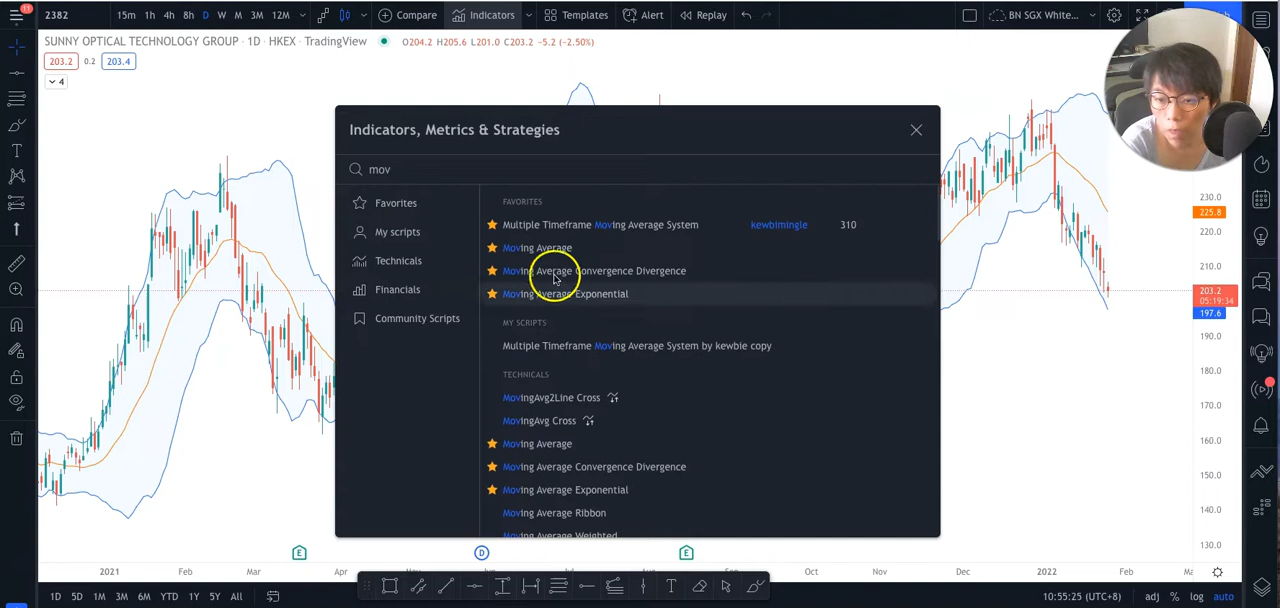 2382
15m 1h 4h 8h D W M 3M 12M
Compare
Indicators
Templates
Alert
Replay
BN SGX White...
SUNNY OPTICAL TECHNOLOGY GROUP · 1D · HKEX · TradingView
O204.2 H205.6 L201.0 C203.2 -5.2 (-2.50%)
203.2 0.2 203.4
4
11
Indicators, Metrics & Strategies
mov
Favorites
My scripts
Technicals
Financials
Community Scripts
FAVORITES
Multiple Timeframe Moving Average System kewbimingle 310
Moving Average
Moving Average Convergence Divergence
Moving Average Exponential
MY SCRIPTS
Multiple Timeframe Moving Average System by kewbie copy
TECHNICALS
MovingAvg2Line Cross
MovingAvg Cross
Moving Average
Moving Average Convergence Divergence
Moving Average Exponential
Moving Average Ribbon
Moving Average Weighted
230.0
225.8
220.0
210.0
203.2
05:19:34
197.6
190.0
180.0
170.0
160.0
150.0
140.0
130.0
E D E
2021 Feb Mar Apr Oct Nov Dec 2022 Feb
1D 5D 1M 3M 6M YTD 1Y 5Y All
10:55:25 (UTC+8) adj % log auto